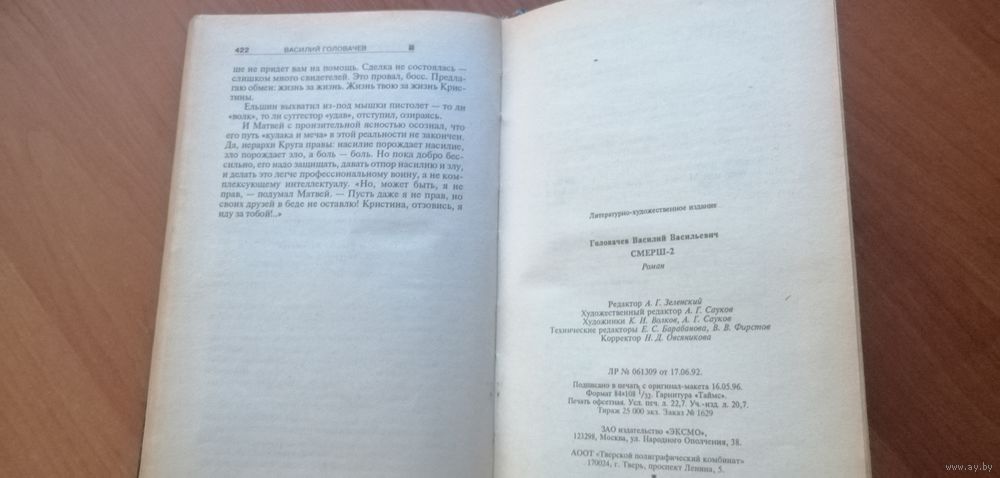 422 ВАСИЛИЙ ГОЛОВАЧЕВ
ше не придет вам на помощь. Сделка не состоялась —
слишком много свидетелей. Это провал, босс. Предла-
гаю обмен: жизнь за жизнь. Жизнь твою за жизнь Крис-
тины.
Ельшин выхватил из-под мышки пистолет — то ли
«волк», то ли суггестор «удав», отступил, озираясь.
И Матвей с пронзительной ясностью осознал, что
его путь «кулака и меча» в этой реальности не закончен.
Да, иерархи Круга правы: насилие порождает насилие,
зло порождает зло, а боль — боль. Но пока добро бес-
сильно, его надо защищать, давать отпор насилию и злу,
и делать это легче профессиональному воину, а не ком-
плексующему интеллектуалу. «Но, может быть, я не
прав, — подумал Матвей. — Пусть даже я не прав, но
своих друзей в беде не оставлю! Кристина, отзовись, я
иду за тобой!..»
Литературно-художественное издание
Головачев Василий Васильевич
СМЕРШ-2
Роман
Редактор А. Г. Зеленский
Художественный редактор А. Г. Сауков
Художники К. И. Волков, А. Г. Сауков
Технические редакторы Е. С. Барабанова, В. В. Фирстов
Корректор Н. Д. Овсяникова
ЛР № 061309 от 17.06.92.
Подписано в печать с оригинал-макета 16.05.96.
Формат 84×108 1/32. Гарнитура «Таймс».
Печать офсетная. Усл. печ. л. 22,7. Уч.-изд. л. 20,7.
Тираж 25 000 экз. Заказ № 1629
ЗАО издательство «ЭКСМО»,
123298, Москва, ул. Народного Ополчения, 38.
АООТ «Тверской полиграфический комбинат»
170024, г. Тверь, проспект Ленина, 5.
www.ay.by